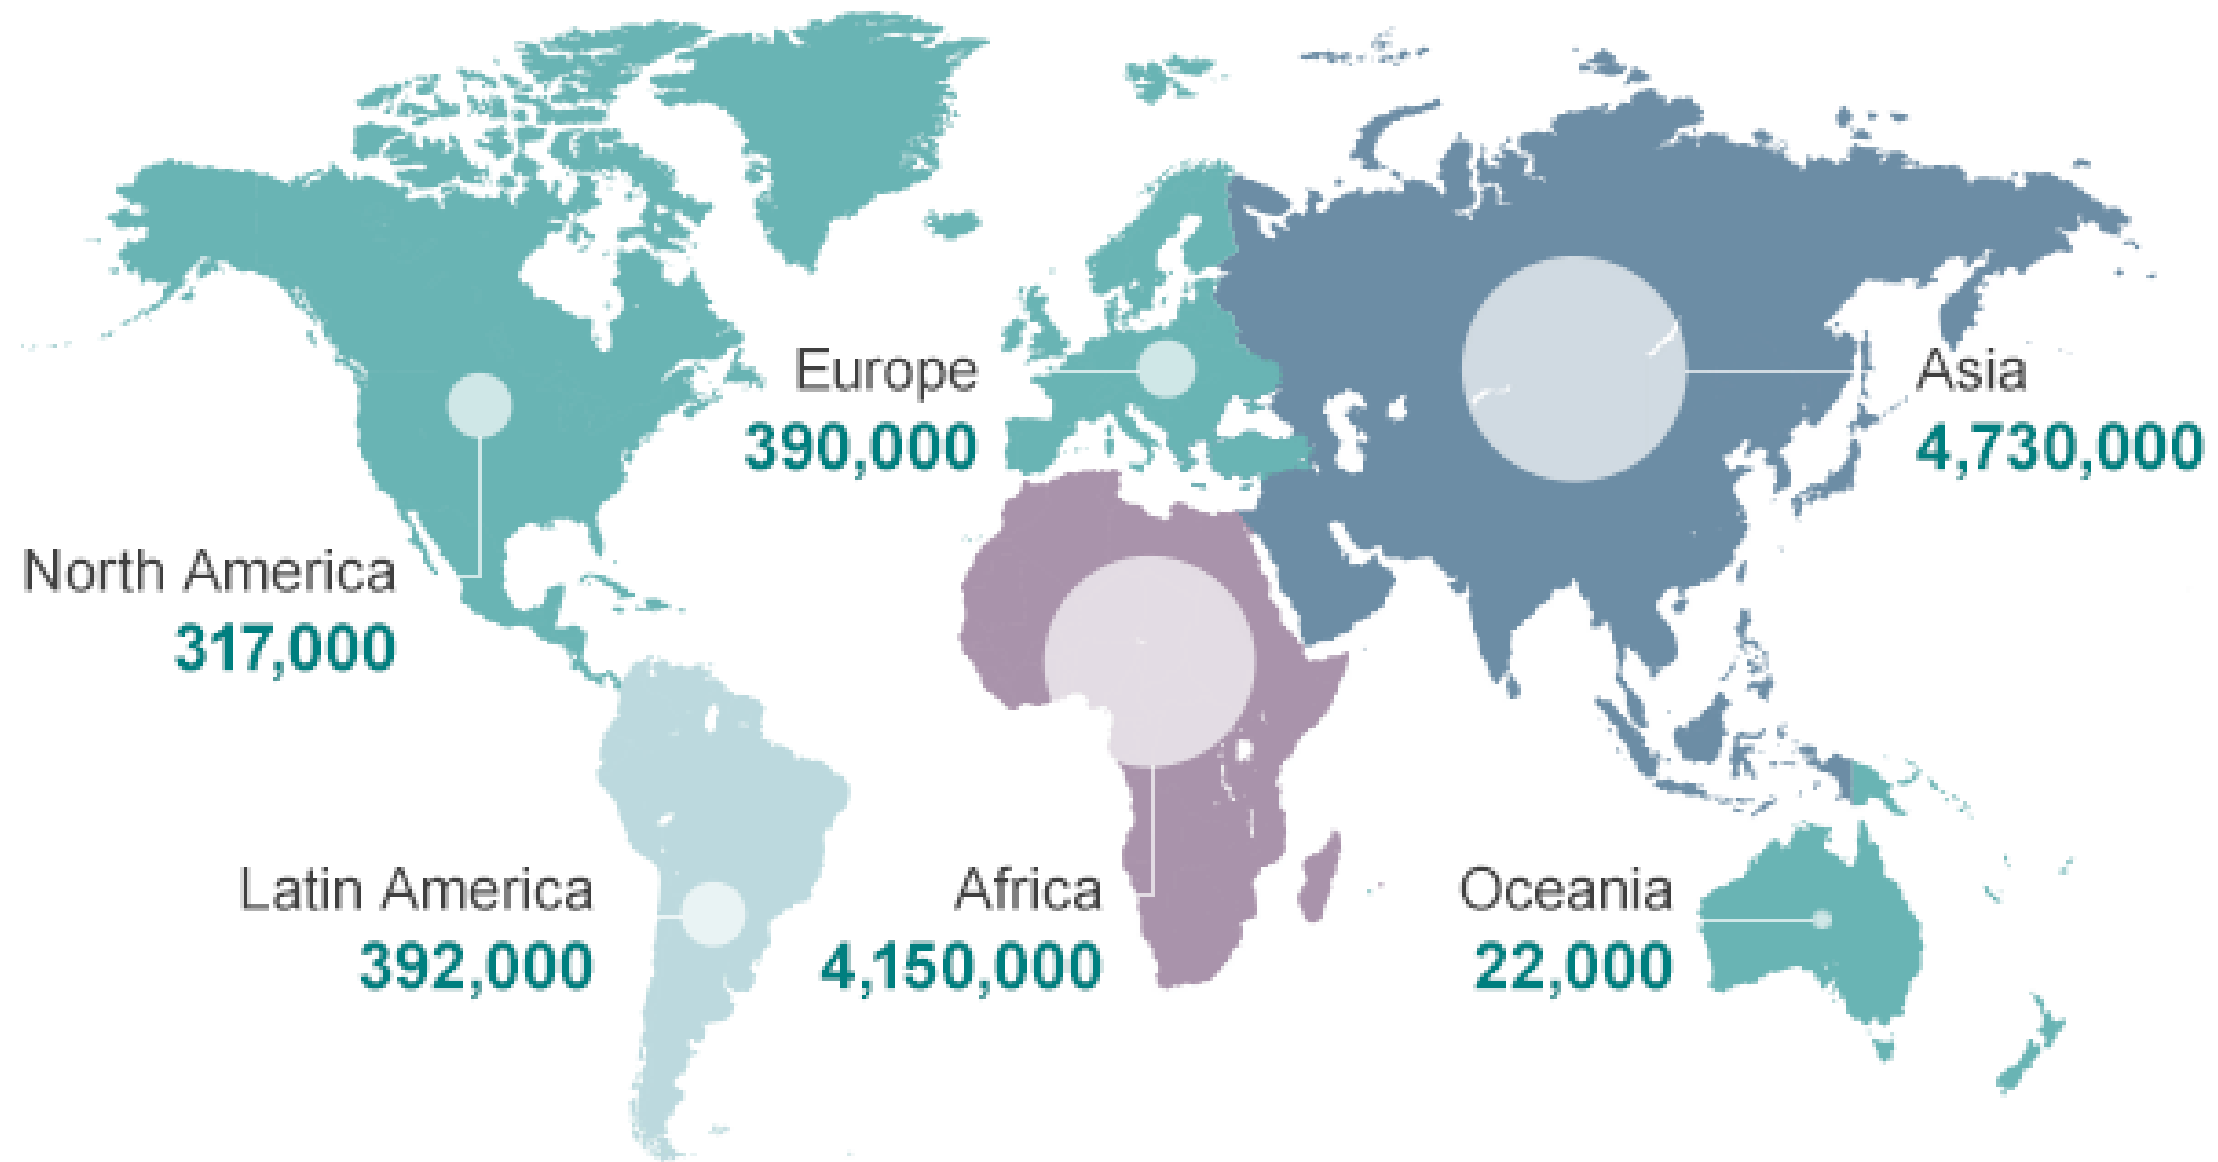 Europe
390,000
Asia
4,730,000
North America
317,000
Latin America
392,000
Africa
4,150,000
Oceania
22,000